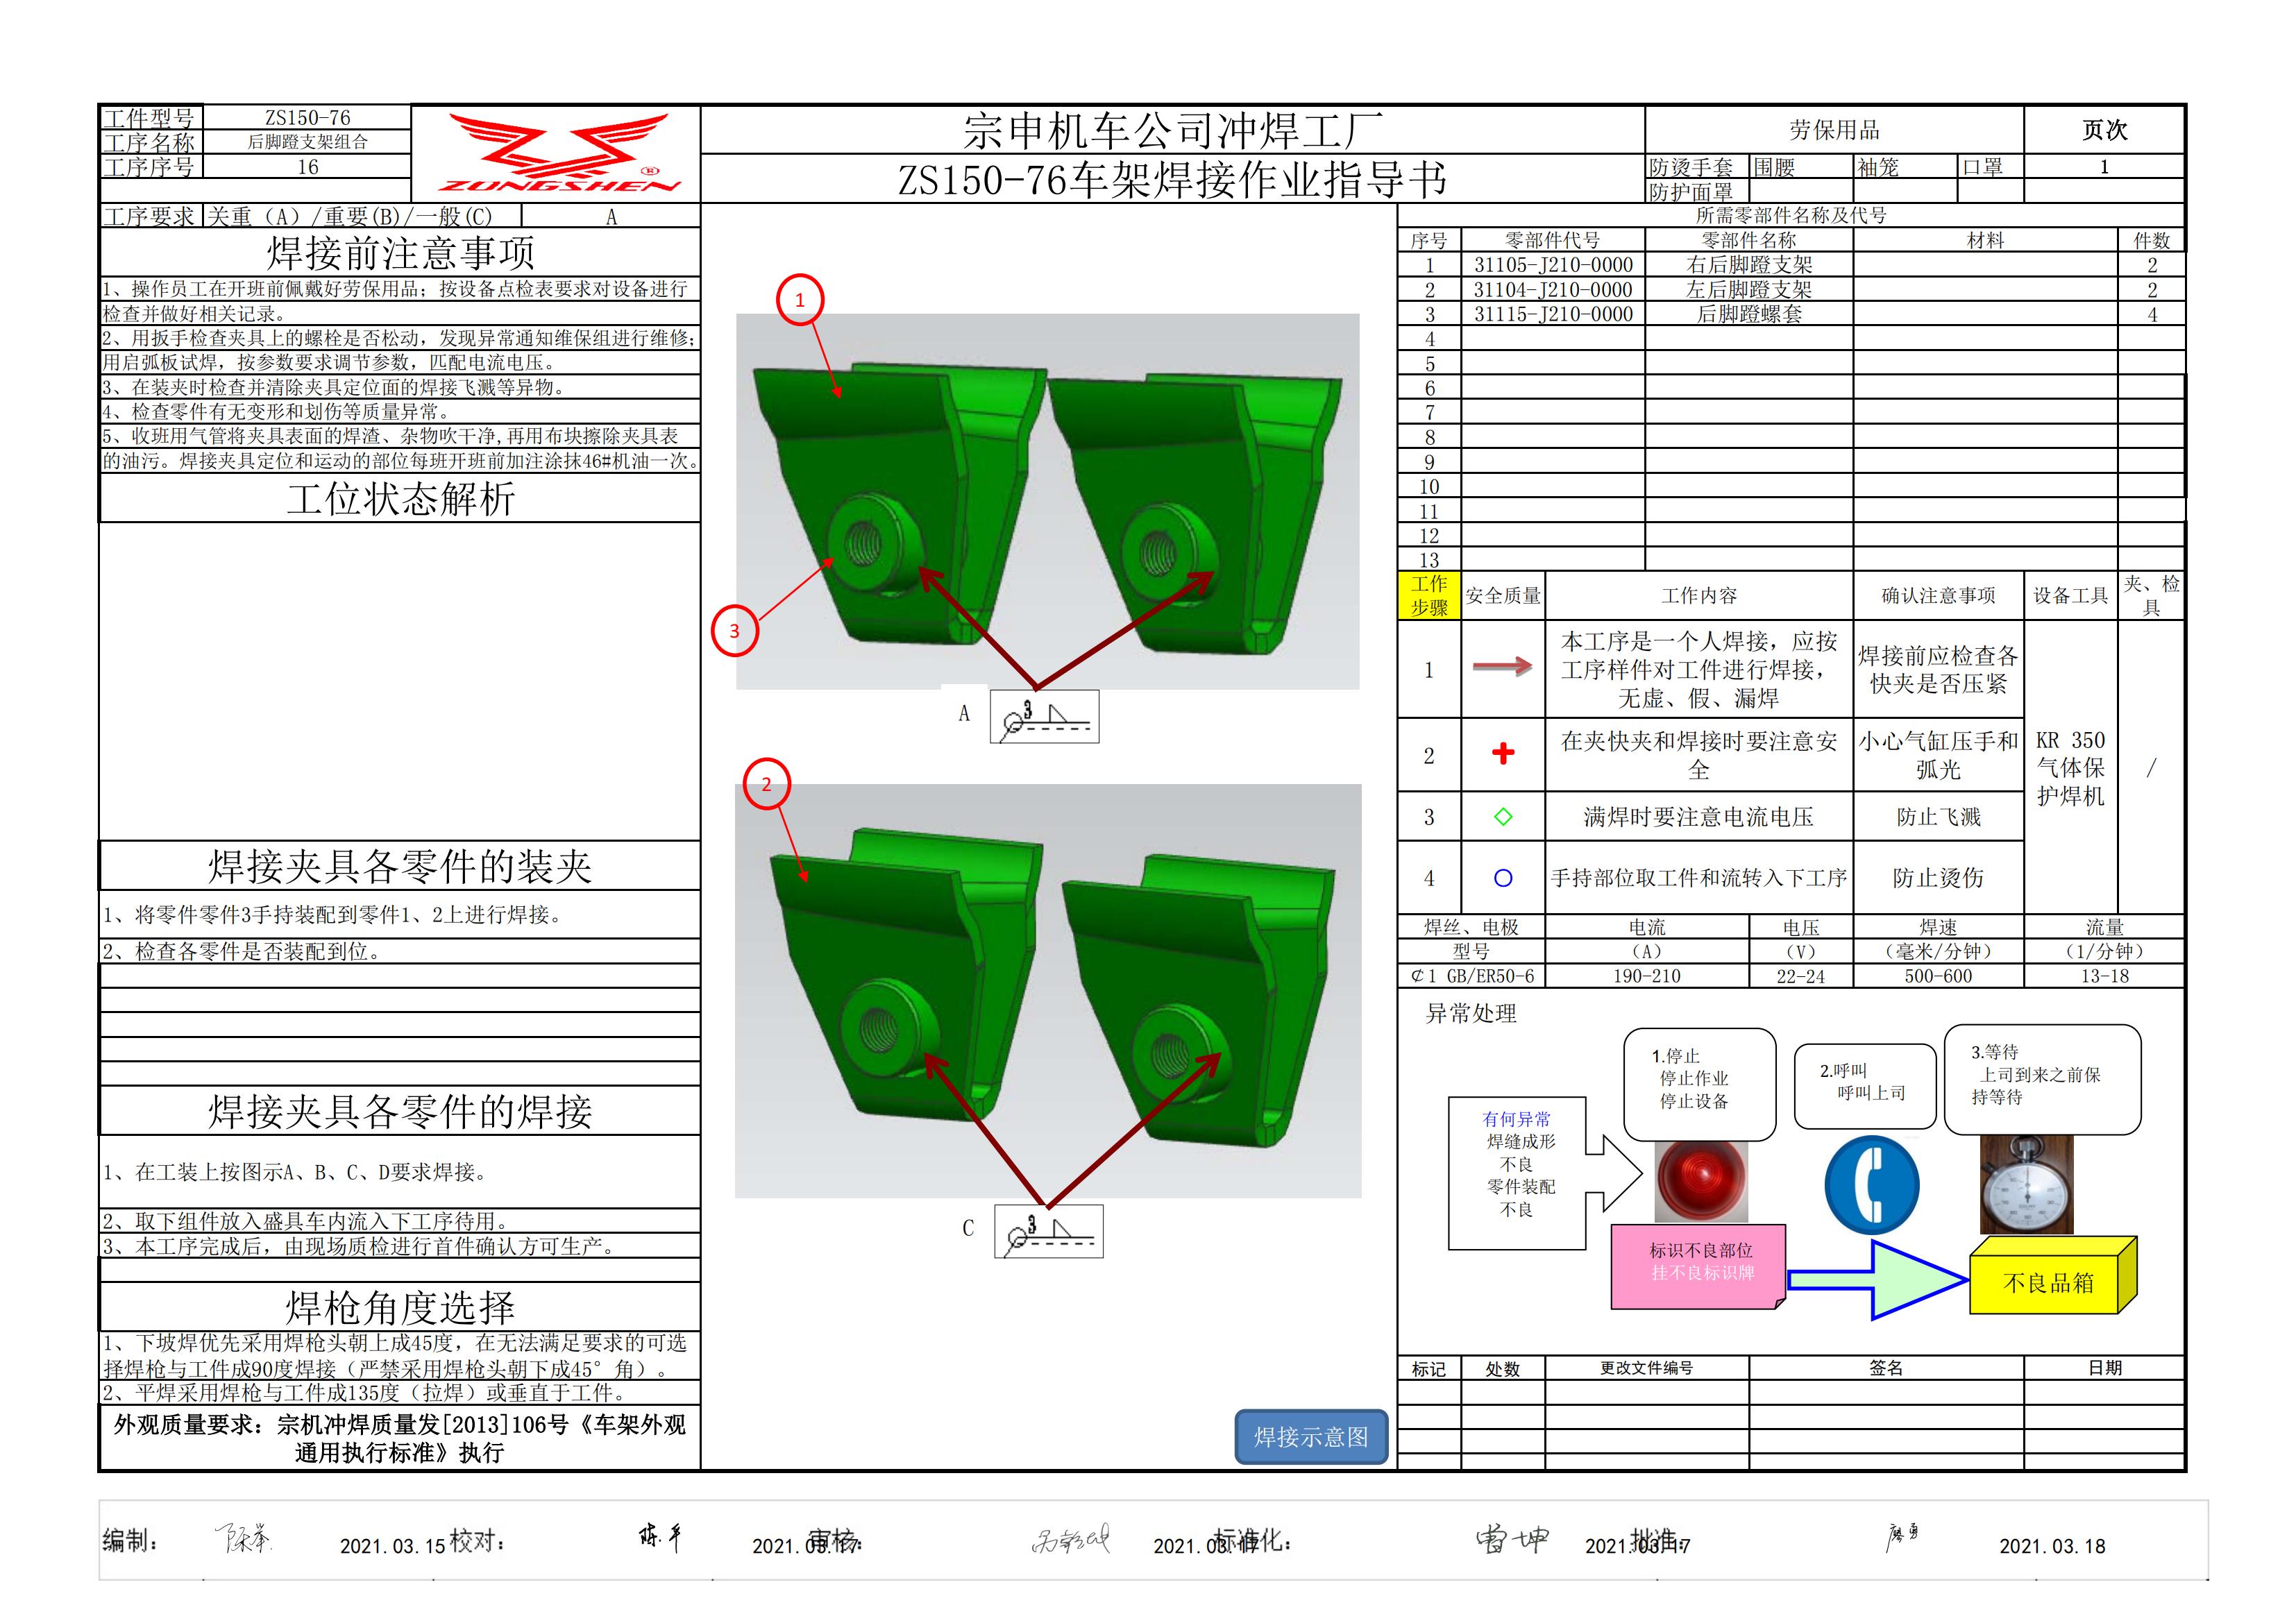 工件型号 ZS150-76
工序名称 后脚蹬支架组合
工序序号 16
ZONGSHEN ®
宗申机车公司冲焊工厂
ZS150-76车架焊接作业指导书
劳保用品 页次
防烫手套 围腰 袖笼 口罩 1
防护面罩
工序要求 关重（A）/重要(B)/一般(C) A
焊接前注意事项
1、操作员工在开班前佩戴好劳保用品；按设备点检表要求对设备进行
检查并做好相关记录。
2、用扳手检查夹具上的螺栓是否松动，发现异常通知维保组进行维修；
用启弧板试焊，按参数要求调节参数，匹配电流电压。
3、在装夹时检查并清除夹具定位面的焊接飞溅等异物。
4、检查零件有无变形和划伤等质量异常。
5、收班用气管将夹具表面的焊渣、杂物吹干净,再用布块擦除夹具表
的油污。焊接夹具定位和运动的部位每班开班前加注涂抹46#机油一次。
工位状态解析
焊接夹具各零件的装夹
1、将零件零件3手持装配到零件1、2上进行焊接。
2、检查各零件是否装配到位。
焊接夹具各零件的焊接
1、在工装上按图示A、B、C、D要求焊接。
2、取下组件放入盛具车内流入下工序待用。
3、本工序完成后，由现场质检进行首件确认方可生产。
焊枪角度选择
1、下坡焊优先采用焊枪头朝上成45度，在无法满足要求的可选
择焊枪与工件成90度焊接（严禁采用焊枪头朝下成45°角）。
2、平焊采用焊枪与工件成135度（拉焊）或垂直于工件。
外观质量要求：宗机冲焊质量发[2013]106号《车架外观
通用执行标准》执行
1
3
A 3
2
C 3
焊接示意图
所需零部件名称及代号
序号 零部件代号 零部件名称 材料 件数
1 31105-J210-0000 右后脚蹬支架 2
2 31104-J210-0000 左后脚蹬支架 2
3 31115-J210-0000 后脚蹬螺套 4
4
5
6
7
8
9
10
11
12
13
工作步骤 安全质量 工作内容 确认注意事项 设备工具 夹、检具
1 本工序是一个人焊接，应按工序样件对工件进行焊接，无虚、假、漏焊 焊接前应检查各快夹是否压紧 KR 350气体保护焊机 /
2 在夹快夹和焊接时要注意安全 小心气缸压手和弧光
3 满焊时要注意电流电压 防止飞溅
4 手持部位取工件和流转入下工序 防止烫伤
焊丝、电极 电流 电压 焊速 流量
型号 （A） （V） （毫米/分钟） （1/分钟）
¢1 GB/ER50-6 190-210 22-24 500-600 13-18
异常处理
有何异常
焊缝成形
不良
零件装配
不良
1.停止
停止作业
停止设备
2.呼叫
呼叫上司
3.等待
上司到来之前保
持等待
标识不良部位
挂不良标识牌
不良品箱
标记 处数 更改文件编号 签名 日期
编制： 2021.03.15 校对： 2021.03.17 审核： 2021.03.17 标准化： 2021.03.17 批准： 2021.03.18